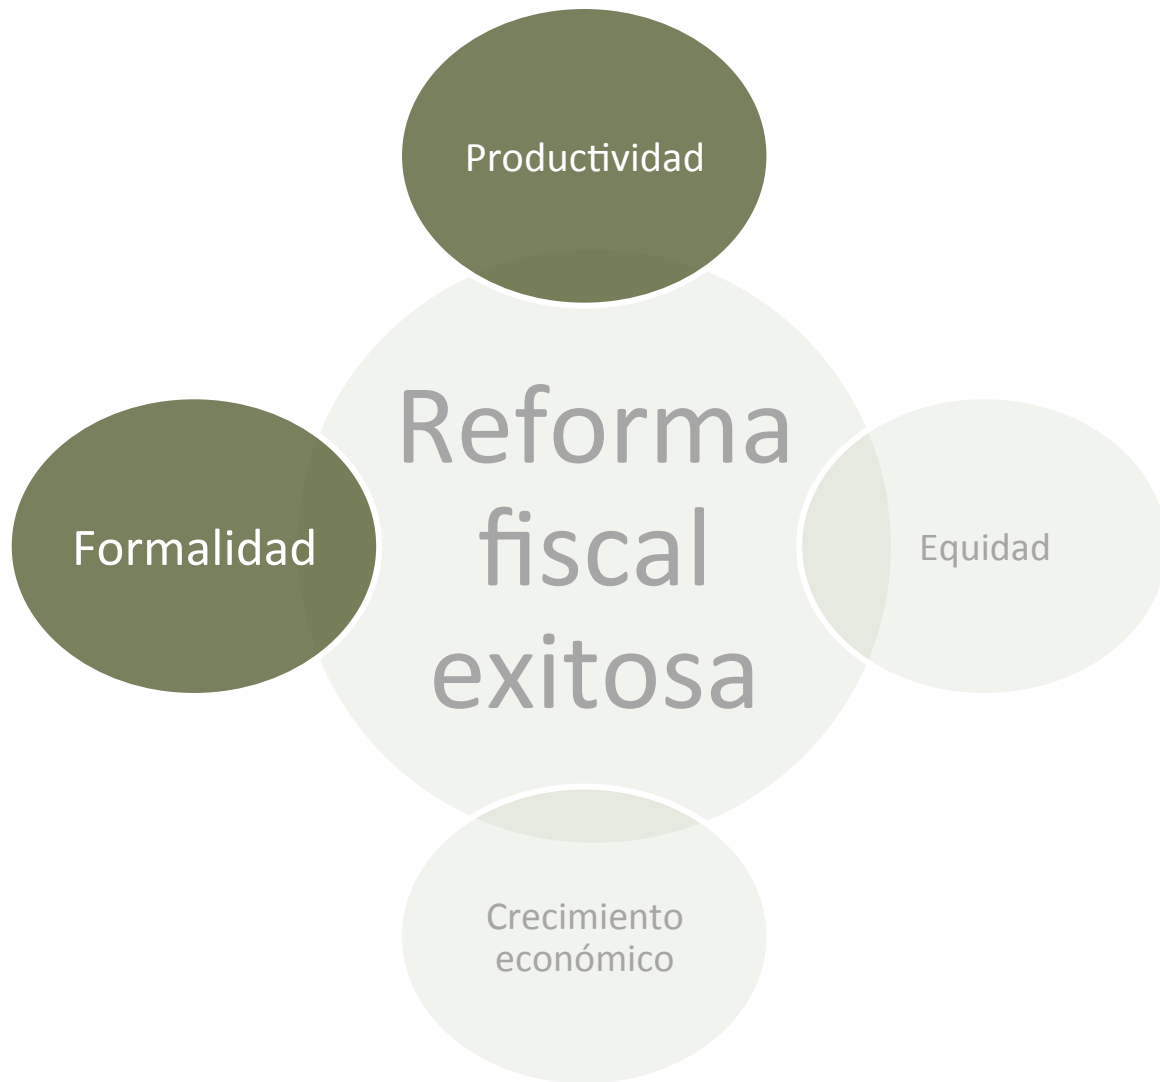 Productividad
Reforma
fiscal
exitosa
Formalidad
Equidad
Crecimiento
económico